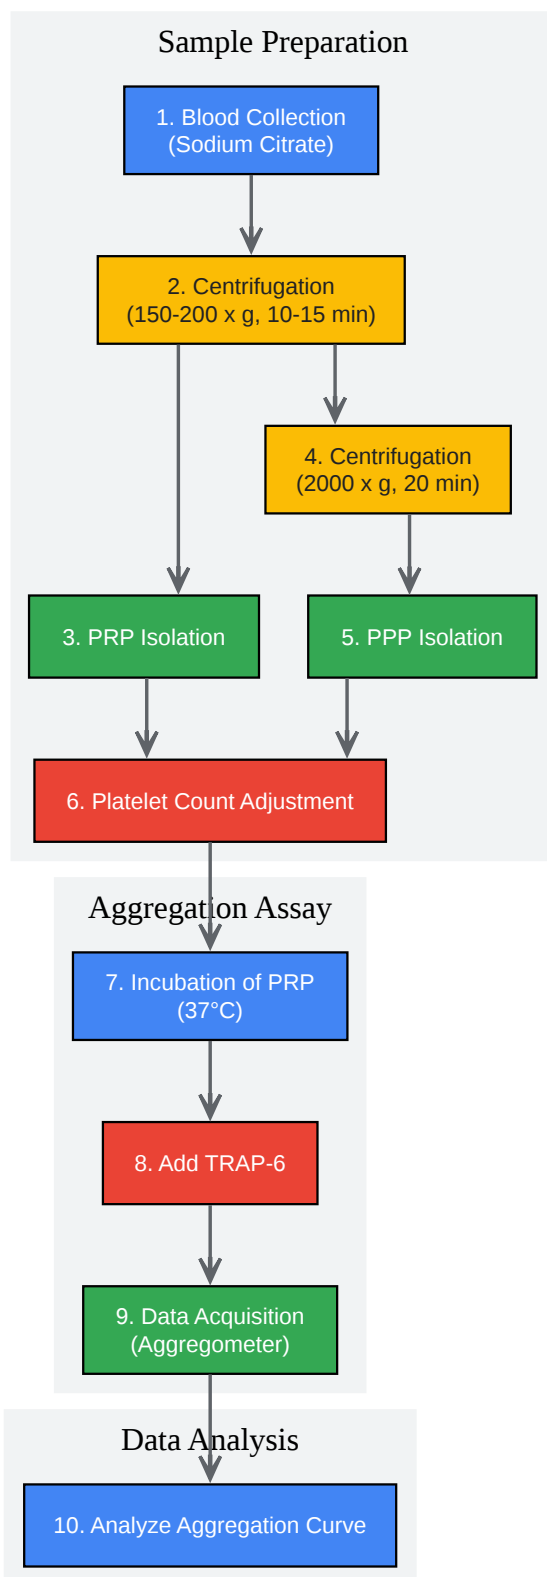 Sample Preparation
1. Blood Collection
(Sodium Citrate)
2. Centrifugation
(150-200 x g, 10-15 min)
4. Centrifugation
(2000 x g, 20 min)
3. PRP Isolation
5. PPP Isolation
6. Platelet Count Adjustment
Aggregation Assay
7. Incubation of PRP
(37°C)
8. Add TRAP-6
9. Data Acquisition
(Aggregometer)
Data Analysis
10. Analyze Aggregation Curve